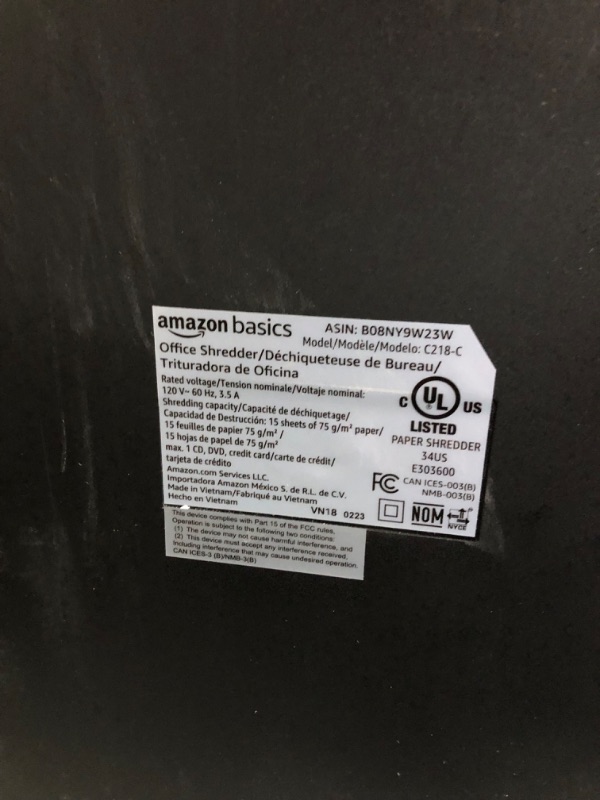 amazon basics
ASIN: B08NY9W23W
Model/Modèle/Modelo: C218-C
Office Shredder/Déchiqueteuse de Bureau/
Trituradora de Oficina
Rated voltage/Tension nominale/Voltaje nominal:
120 V~ 60 Hz, 3.5 A
Shredding capacity/Capacité de déchiquetage/
Capacidad de Destrucción: 15 sheets of 75 g/m² paper/
15 feuilles de papier 75 g/m² /
15 hojas de papel de 75 g/m²
max. 1 CD, DVD, credit card/carte de crédit/
tarjeta de crédito
Amazon.com Services LLC.
Importadora Amazon México S. de R.L. de C.V.
Made in Vietnam/Fabriqué au Vietnam
Hecho en Vietnam
VN18 0223
C UL US
LISTED
PAPER SHREDDER
34US
E303600
FC CAN ICES-003(B)
NMB-003(B)
NOM NYCE
This device complies with Part 15 of the FCC rules.
Operation is subject to the following two conditions:
(1) The device may not cause harmful interference, and
(2) This device must accept any interference received,
including interference that may cause undesired operation.
CAN ICES-3 (B)/NMB-3(B)